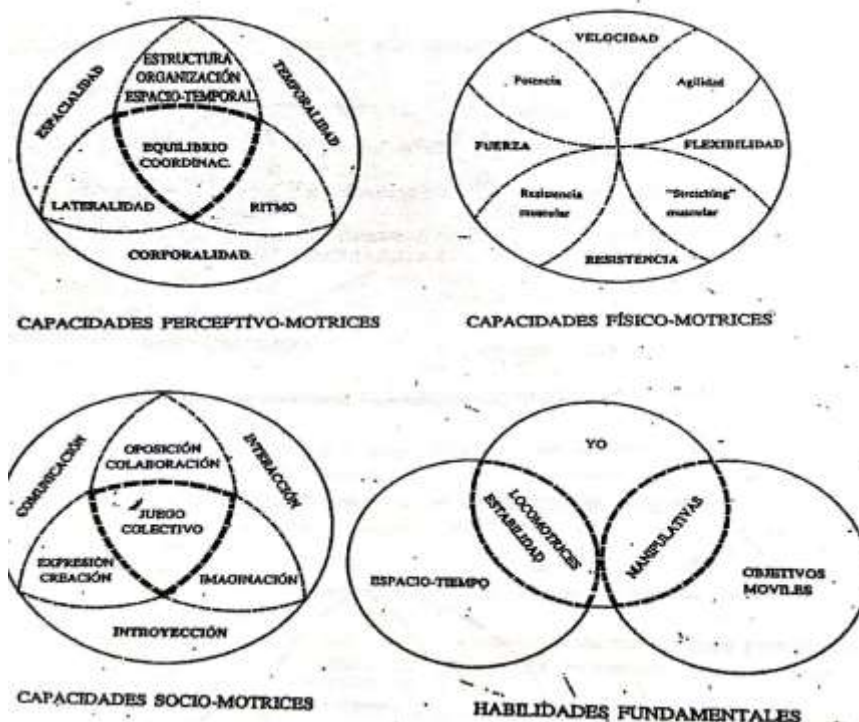 ESPACIALIDAD
ESTRUCTURA
ORGANIZACIÓN
ESPACIO-TEMPORAL
TEMPORALIDAD
EQUILIBRIO
COORDINAC.
LATERALIDAD
RITMO
CORPORALIDAD
CAPACIDADES PERCEPTIVO-MOTRICES
VELOCIDAD
Potencia
Agilidad
FUERZA
FLEXIBILIDAD
Resistencia
muscular
"Stretching"
muscular
RESISTENCIA
CAPACIDADES FÍSICO-MOTRICES
COMUNICACIÓN
OPOSICIÓN
COLABORACIÓN
INTERACCIÓN
JUEGO
COLECTIVO
EXPRESIÓN
CREACIÓN
IMAGINACIÓN
INTROYECCIÓN
CAPACIDADES SOCIO-MOTRICES
YO
LOCOMOTRICES
ESTABILIDAD
MANIPULATIVAS
ESPACIO-TIEMPO
OBJETIVOS
MOVILES
HABILIDADES FUNDAMENTALES